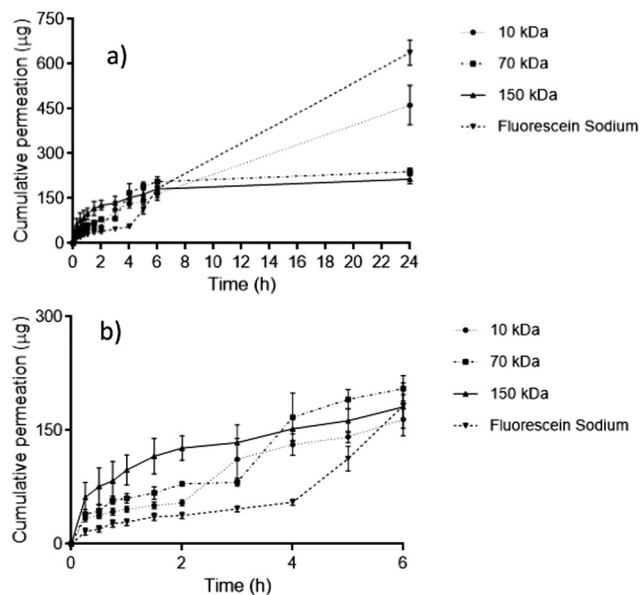 a)
Cumulative permeation (µg)
750
600
450
300
150
0
0 2 4 6 8 10 12 14 16 18 20 22 24
Time (h)
10 kDa
70 kDa
150 kDa
Fluorescein Sodium
b)
Cumulative permeation (µg)
300
150
0
0 2 4 6
Time (h)
10 kDa
70 kDa
150 kDa
Fluorescein Sodium